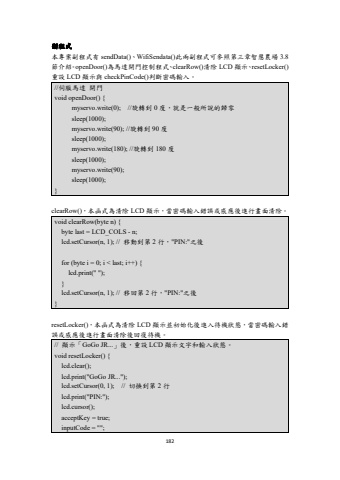 副程式
本專案副程式有 sendData()、WifiSendata()此兩副程式可參照第三章智慧農場 3.8
節介紹、openDoor()為馬達開門控制程式、clearRow()清除 LCD 顯示、resetLocker()
重設 LCD 顯示與 checkPinCode()判斷密碼輸入。
//伺服馬達 開門
void openDoor() {
myservo.write(0);    //旋轉到 0 度，就是一般所說的歸零
sleep(1000);
myservo.write(90); //旋轉到 90 度
sleep(1000);
myservo.write(180); //旋轉到 180 度
sleep(1000);
myservo.write(90);
sleep(1000);
}
clearRow()，本函式為清除 LCD 顯示，當密碼輸入錯誤或感應後進行畫面清除。
void clearRow(byte n) {
byte last = LCD_COLS - n;
lcd.setCursor(n, 1); // 移動到第 2 行，"PIN:"之後
for (byte i = 0; i < last; i++) {
lcd.print(" ");
}
lcd.setCursor(n, 1); // 移回第 2 行，"PIN:"之後
}
resetLocker()，本函式為清除 LCD 顯示並初始化後進入待機狀態，當密碼輸入錯
誤或感應後進行畫面清除後回復待機。
// 顯示「GoGo JR...」後，重設 LCD 顯示文字和輸入狀態。
void resetLocker() {
lcd.clear();
lcd.print("GoGo JR...");
lcd.setCursor(0, 1);    // 切換到第 2 行
lcd.print("PIN:");
lcd.cursor();
acceptKey = true;
inputCode = "";
182